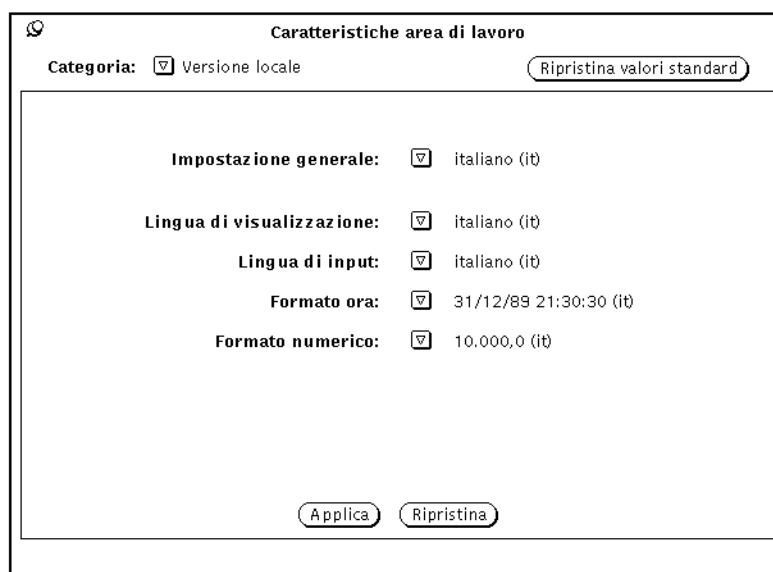 Caratteristiche area di lavoro
Categoria: Versione locale Ripristina valori standard
Impostazione generale: italiano (it)
Lingua di visualizzazione: italiano (it)
Lingua di input: italiano (it)
Formato ora: 31/12/89 21:30:30 (it)
Formato numerico: 10.000,0 (it)
Applica Ripristina